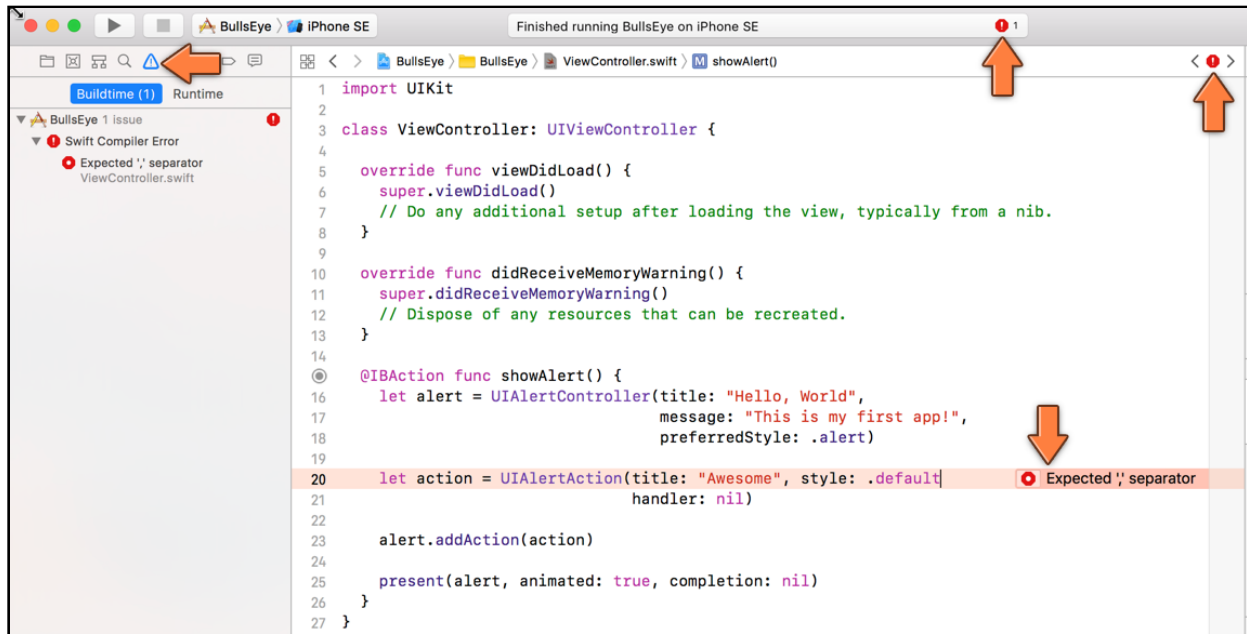 BullsEye 〉 iPhone SE
Finished running BullsEye on iPhone SE
1
BullsEye 〉 BullsEye 〉 ViewController.swift 〉 M showAlert()
Buildtime (1) Runtime
BullsEye 1 issue
Swift Compiler Error
Expected ',' separator
ViewController.swift
1 import UIKit
2
3 class ViewController: UIViewController {
4
5 override func viewDidLoad() {
6 super.viewDidLoad()
7 // Do any additional setup after loading the view, typically from a nib.
8 }
9
10 override func didReceiveMemoryWarning() {
11 super.didReceiveMemoryWarning()
12 // Dispose of any resources that can be recreated.
13 }
14
@IBAction func showAlert() {
16 let alert = UIAlertController(title: "Hello, World",
17 message: "This is my first app!",
18 preferredStyle: .alert)
19
20 let action = UIAlertAction(title: "Awesome", style: .default Expected ',' separator
21 handler: nil)
22
23 alert.addAction(action)
24
25 present(alert, animated: true, completion: nil)
26 }
27 }